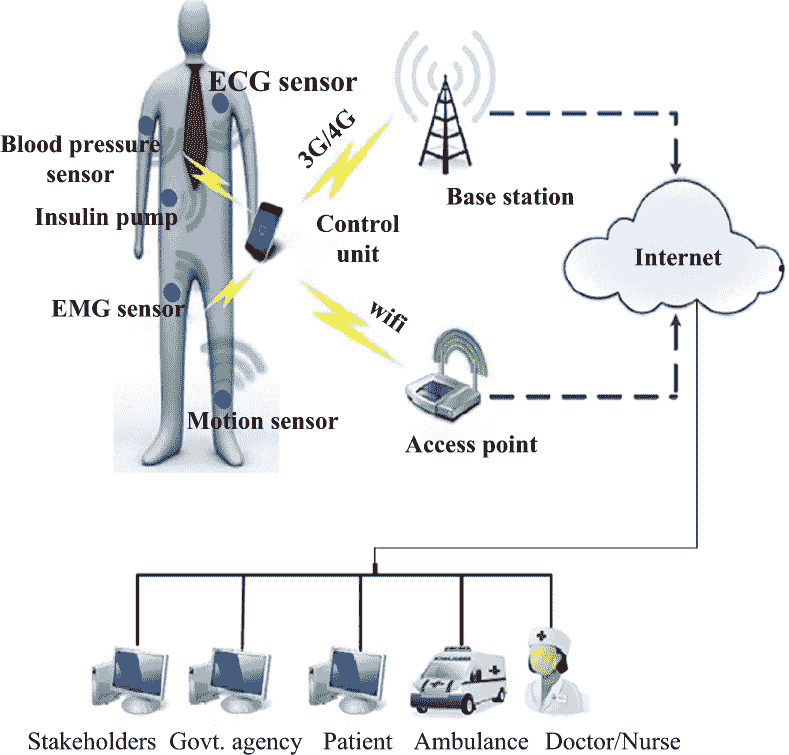 ECG sensor
Blood pressure
sensor
Insulin pump
EMG sensor
Motion sensor
3G/4G
Control
unit
wifi
Base station
Internet
Access point
Stakeholders
Govt. agency
Patient
Ambulance
Doctor/Nurse